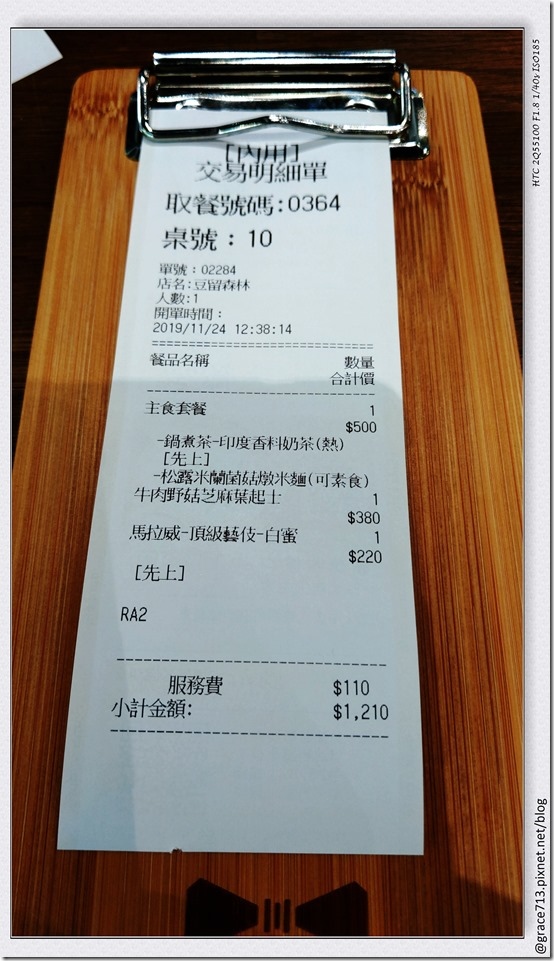 [內用]
交易明細單
取餐號碼:0364
桌號：10
單號：02284
店名:豆留森林
人數:1
開單時間：
2019/11/24 12:38:14
餐品名稱 數量
合計價
主食套餐 1
$500
-鍋煮茶-印度香料奶茶(熱)
[先上]
-松露米蘭菌菇燉米麵(可素食)
牛肉野菇芝麻葉起士 1
$380
馬拉威-頂級藝伎-白蜜 1
$220
[先上]
RA2
服務費 $110
小計金額: $1,210
HTC 2Q55100 F1.8 1/40s ISO185
@grace713.pixnet.net/blog